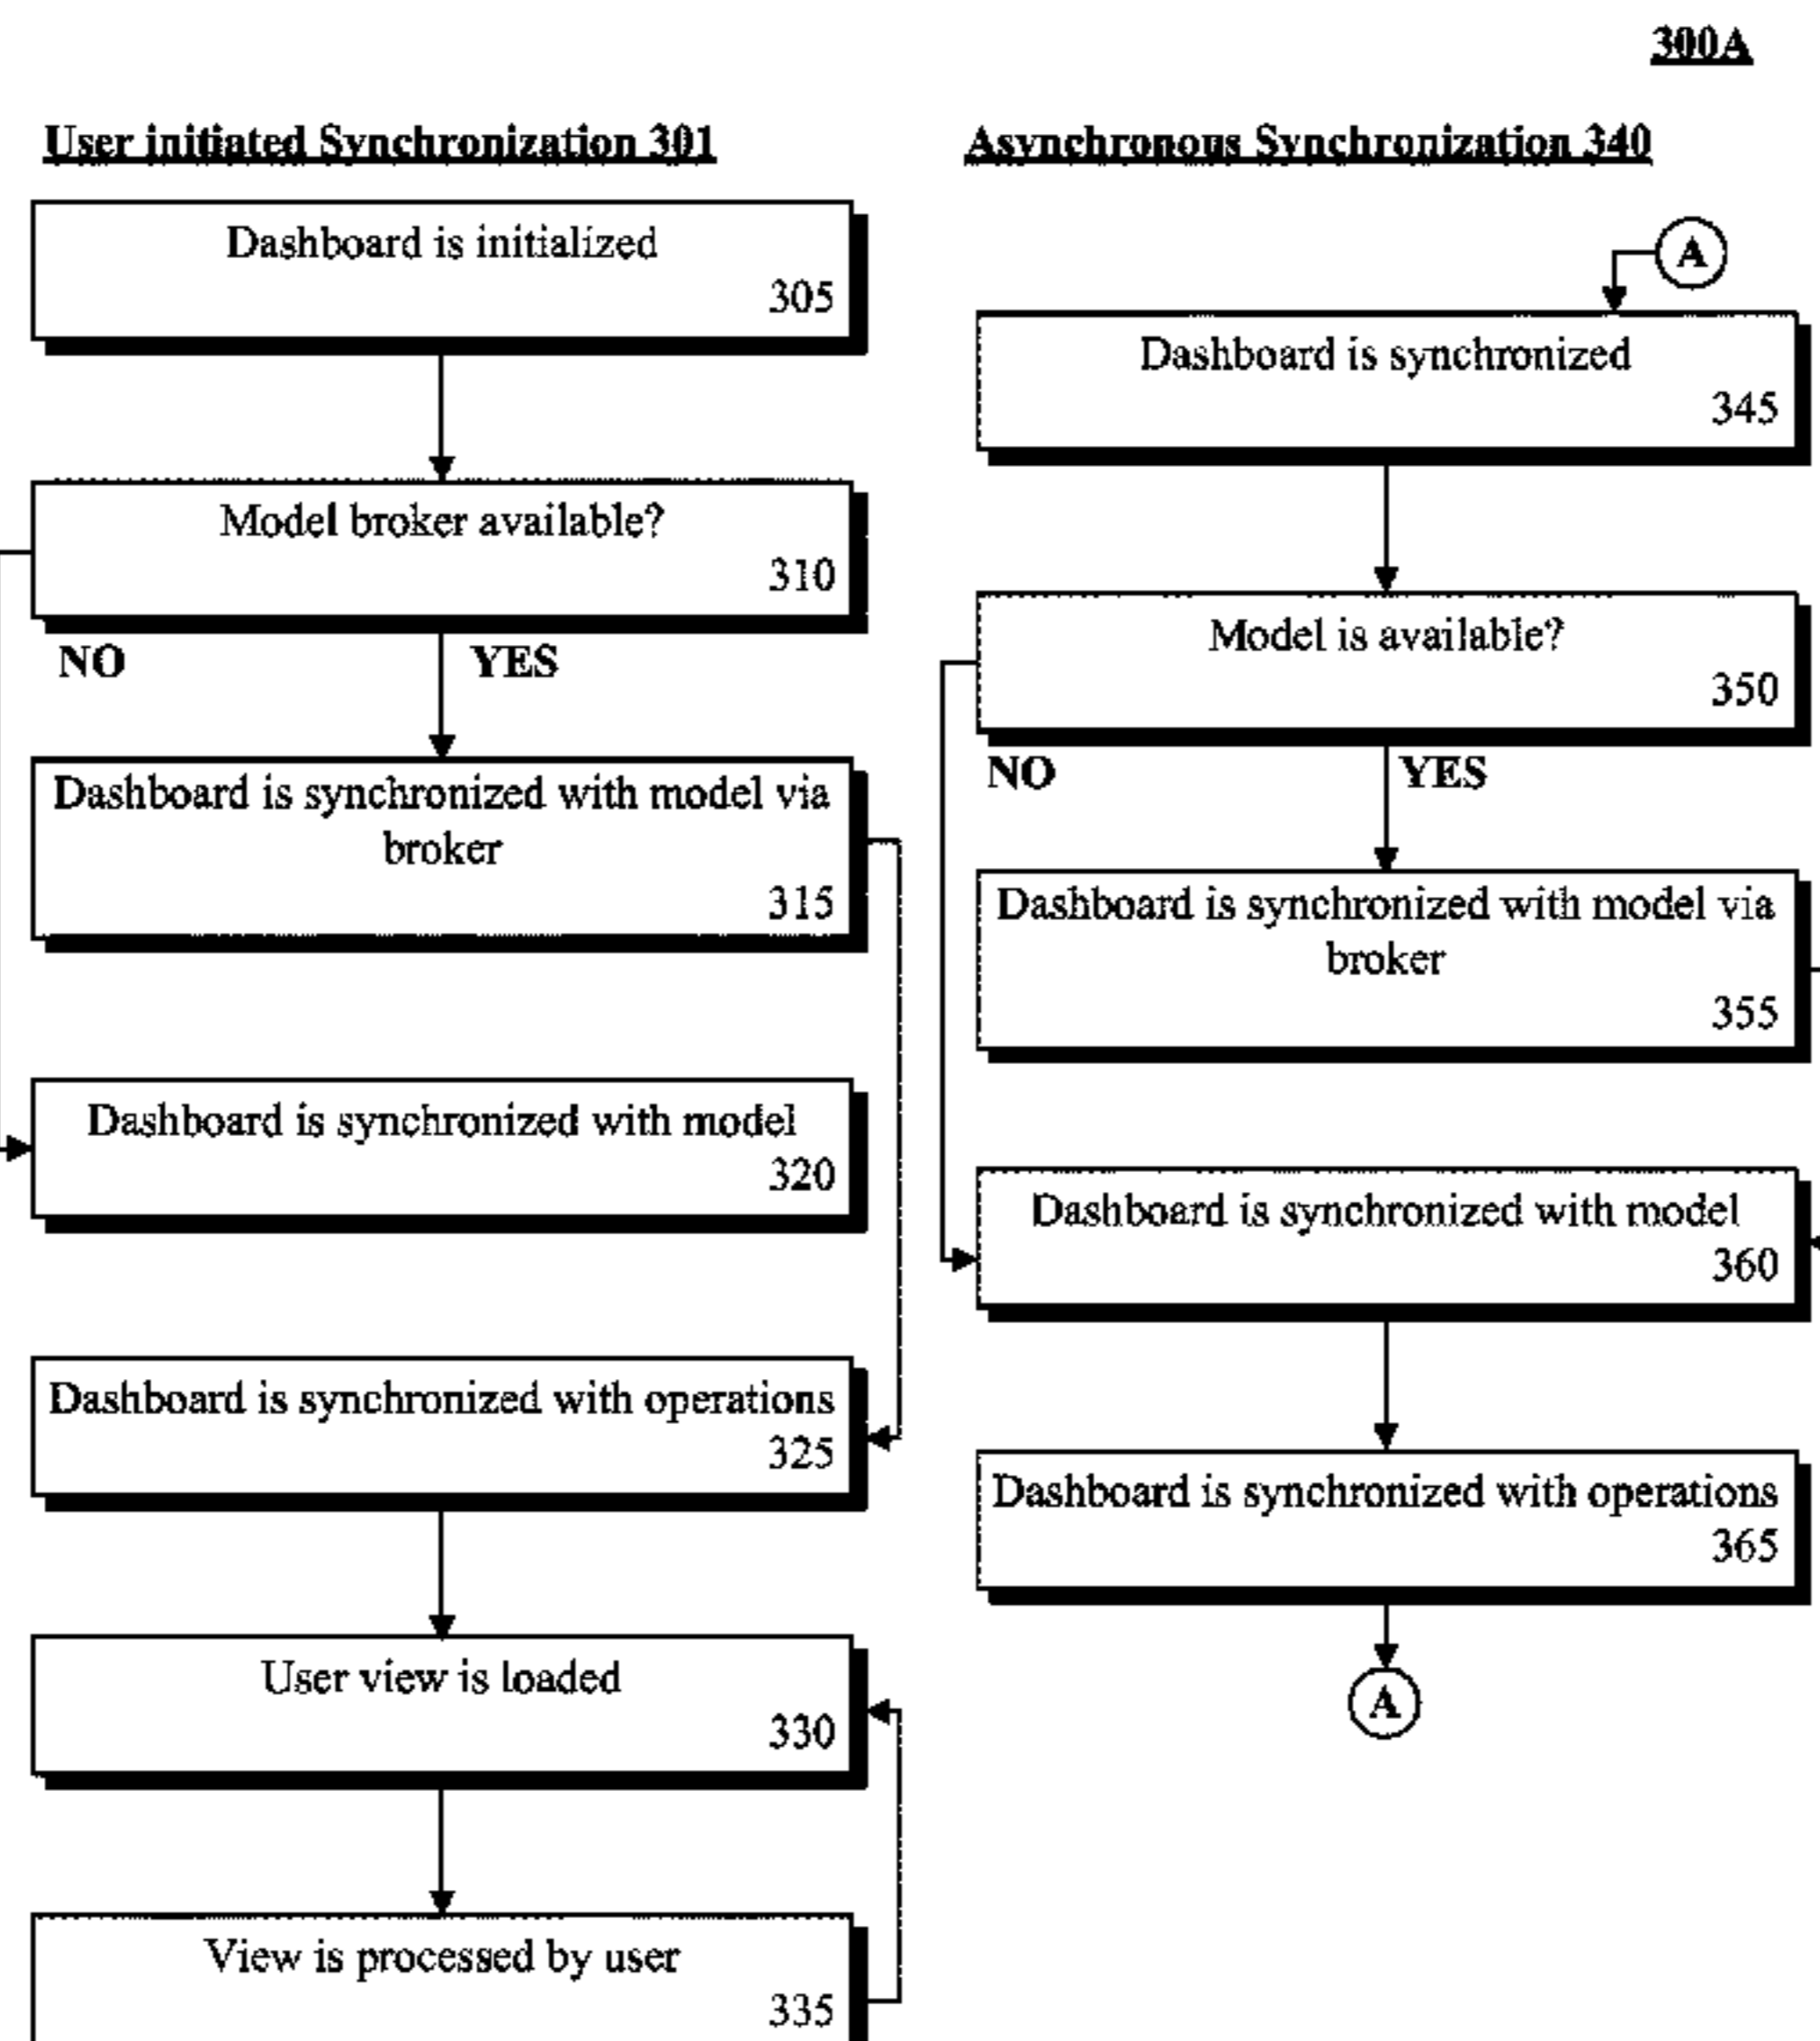 300A
User initiated Synchronization 301
Dashboard is initialized
305
Model broker available?
310
NO
YES
Dashboard is synchronized with model via
broker
315
Dashboard is synchronized with model
320
Dashboard is synchronized with operations
325
User view is loaded
330
View is processed by user
335
Asynchronous Synchronization 340
A
Dashboard is synchronized
345
Model is available?
350
NO
YES
Dashboard is synchronized with model via
broker
355
Dashboard is synchronized with model
360
Dashboard is synchronized with operations
365
A